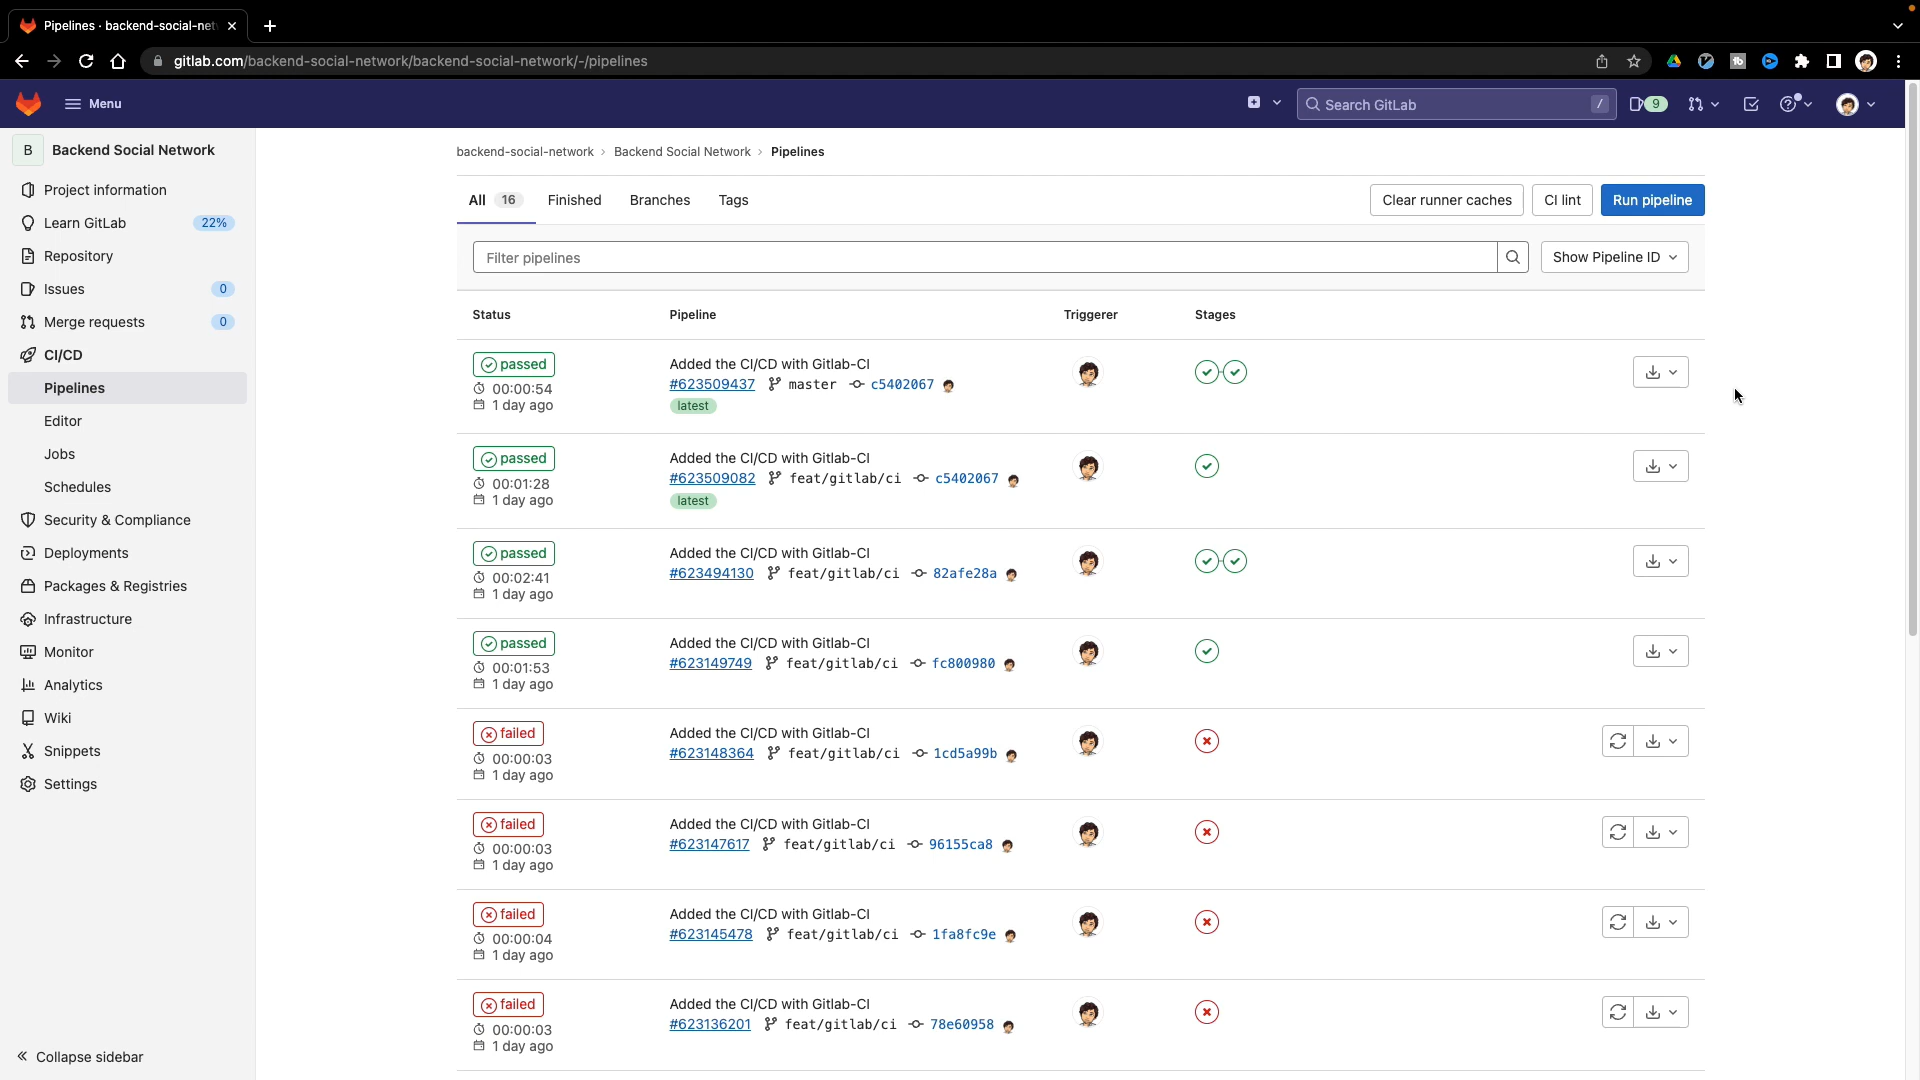 Pipelines · backend-social-net
gitlab.com/backend-social-network/backend-social-network/-/pipelines
Menu
Search GitLab
/
9
B
Backend Social Network
Project information
Learn GitLab
22%
Repository
Issues
0
Merge requests
0
CI/CD
Pipelines
Editor
Jobs
Schedules
Security & Compliance
Deployments
Packages & Registries
Infrastructure
Monitor
Analytics
Wiki
Snippets
Settings
Collapse sidebar
backend-social-network › Backend Social Network › Pipelines
All 16
Finished
Branches
Tags
Clear runner caches
CI lint
Run pipeline
Filter pipelines
Show Pipeline ID
Status
Pipeline
Triggerer
Stages
passed
00:00:54
1 day ago
Added the CI/CD with Gitlab-CI
#623509437 master c5402067
latest
passed
00:01:28
1 day ago
Added the CI/CD with Gitlab-CI
#623509082 feat/gitlab/ci c5402067
latest
passed
00:02:41
1 day ago
Added the CI/CD with Gitlab-CI
#623494130 feat/gitlab/ci 82afe28a
passed
00:01:53
1 day ago
Added the CI/CD with Gitlab-CI
#623149749 feat/gitlab/ci fc800980
failed
00:00:03
1 day ago
Added the CI/CD with Gitlab-CI
#623148364 feat/gitlab/ci 1cd5a99b
failed
00:00:03
1 day ago
Added the CI/CD with Gitlab-CI
#623147617 feat/gitlab/ci 96155ca8
failed
00:00:04
1 day ago
Added the CI/CD with Gitlab-CI
#623145478 feat/gitlab/ci 1fa8fc9e
failed
00:00:03
1 day ago
Added the CI/CD with Gitlab-CI
#623136201 feat/gitlab/ci 78e60958